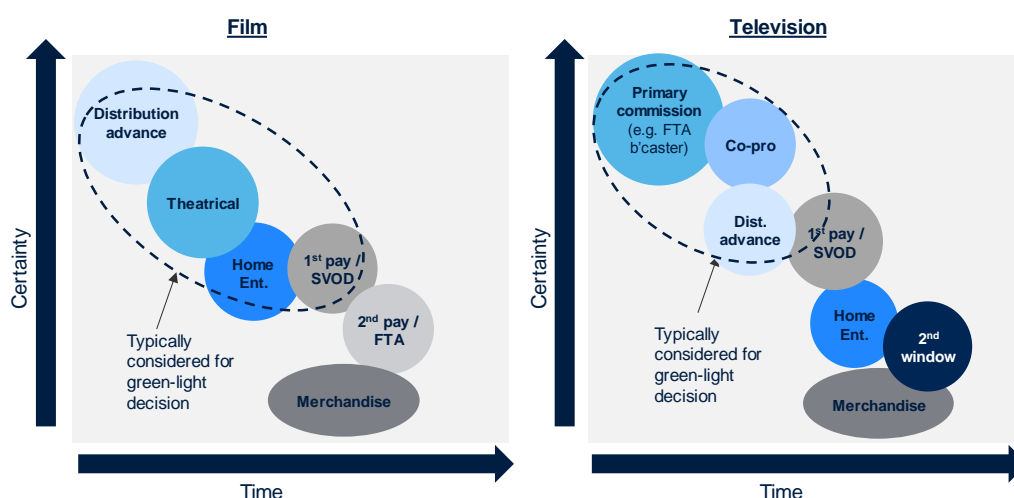 Film
Certainty
Distribution
advance
Theatrical
Home
Ent.
1st pay /
SVOD
2nd pay /
FTA
Merchandise
Typically
considered for
green-light
decision
Time
Television
Certainty
Primary
commission
(e.g. FTA
b'caster)
Co-pro
Dist.
advance
1st pay /
SVOD
Home
Ent.
2nd
window
Merchandise
Typically
considered for
green-light
decision
Time